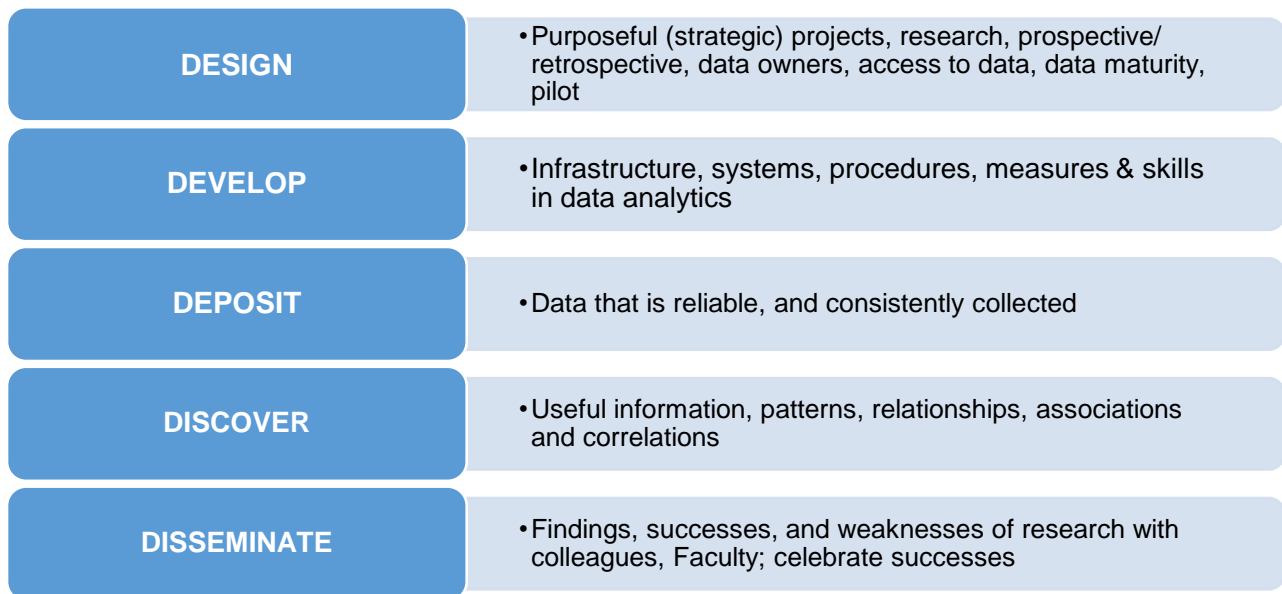 DESIGN
•Purposeful (strategic) projects, research, prospective/
retrospective, data owners, access to data, data maturity,
pilot
DEVELOP
•Infrastructure, systems, procedures, measures & skills
in data analytics
DEPOSIT
•Data that is reliable, and consistently collected
DISCOVER
•Useful information, patterns, relationships, associations
and correlations
DISSEMINATE
•Findings, successes, and weaknesses of research with
colleagues, Faculty; celebrate successes